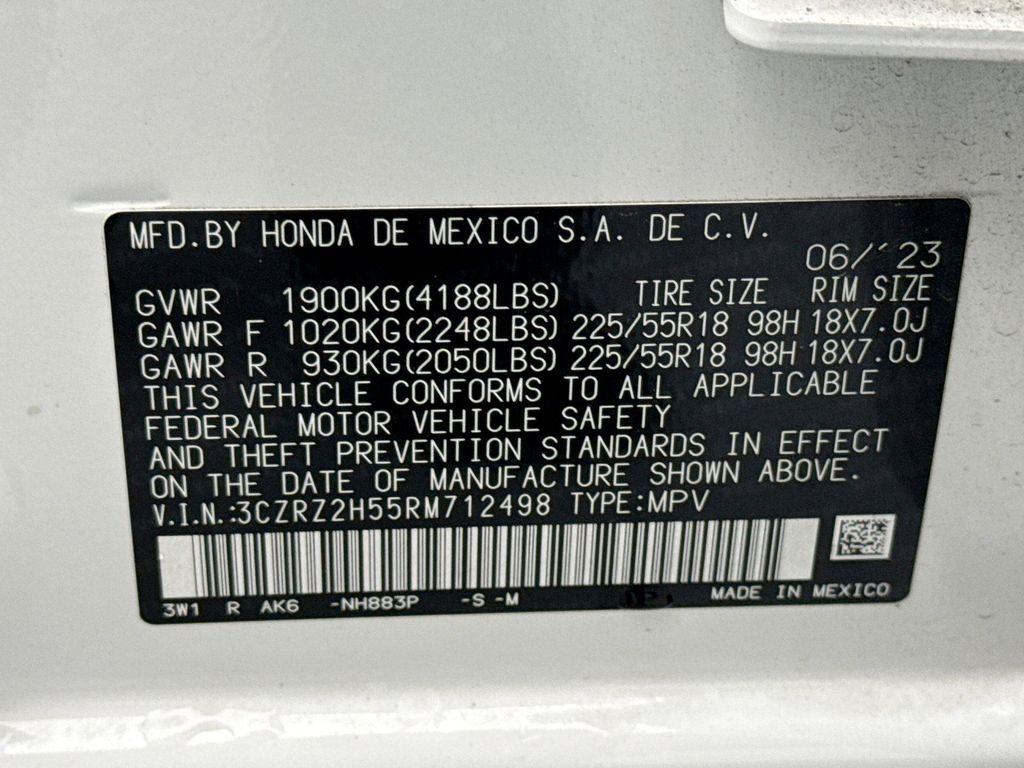 MFD.BY HONDA DE MEXICO S.A. DE C.V.
06/'23
GVWR 1900KG(4188LBS) TIRE SIZE RIM SIZE
GAWR F 1020KG(2248LBS) 225/55R18 98H 18X7.0J
GAWR R 930KG(2050LBS) 225/55R18 98H 18X7.0J
THIS VEHICLE CONFORMS TO ALL APPLICABLE
FEDERAL MOTOR VEHICLE SAFETY
AND THEFT PREVENTION STANDARDS IN EFFECT
ON THE DATE OF MANUFACTURE SHOWN ABOVE.
V.I.N.:3CZRZ2H55RM712498 TYPE:MPV
3W1 R AK6 -NH883P -S -M MADE IN MEXICO